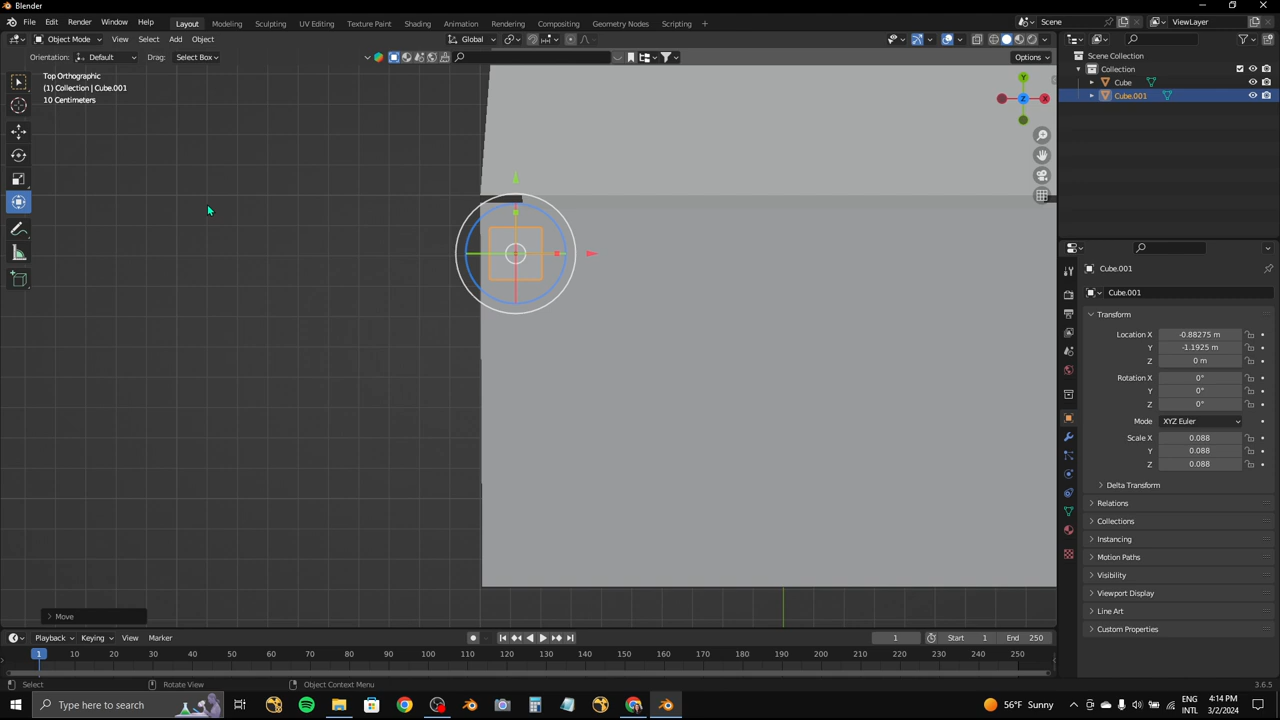 Blender
File Edit Render Window Help Layout Modeling Sculpting UV Editing Texture Paint Shading Animation Rendering Compositing Geometry Nodes Scripting + Scene ViewLayer
Object Mode View Select Add Object Global
Orientation: Default Drag: Select Box Options
Top Orthographic
(1) Collection | Cube.001
10 Centimeters
Y
Z
X
Move
Scene Collection
Collection
Cube
Cube.001
Cube.001
Cube.001
Transform
Location X -0.88275 m
Y -1.1925 m
Z 0 m
Rotation X 0°
Y 0°
Z 0°
Mode XYZ Euler
Scale X 0.088
Y 0.088
Z 0.088
Delta Transform
Relations
Collections
Instancing
Motion Paths
Visibility
Viewport Display
Line Art
Custom Properties
Playback Keying View Marker 1 Start 1 End 250
1 10 20 30 40 50 60 70 80 90 100 110 120 130 140 150 160 170 180 190 200 210 220 230 240 250
Select Rotate View Object Context Menu 3.6.5
Type here to search 56°F Sunny ENG INTL 4:14 PM 3/2/2024